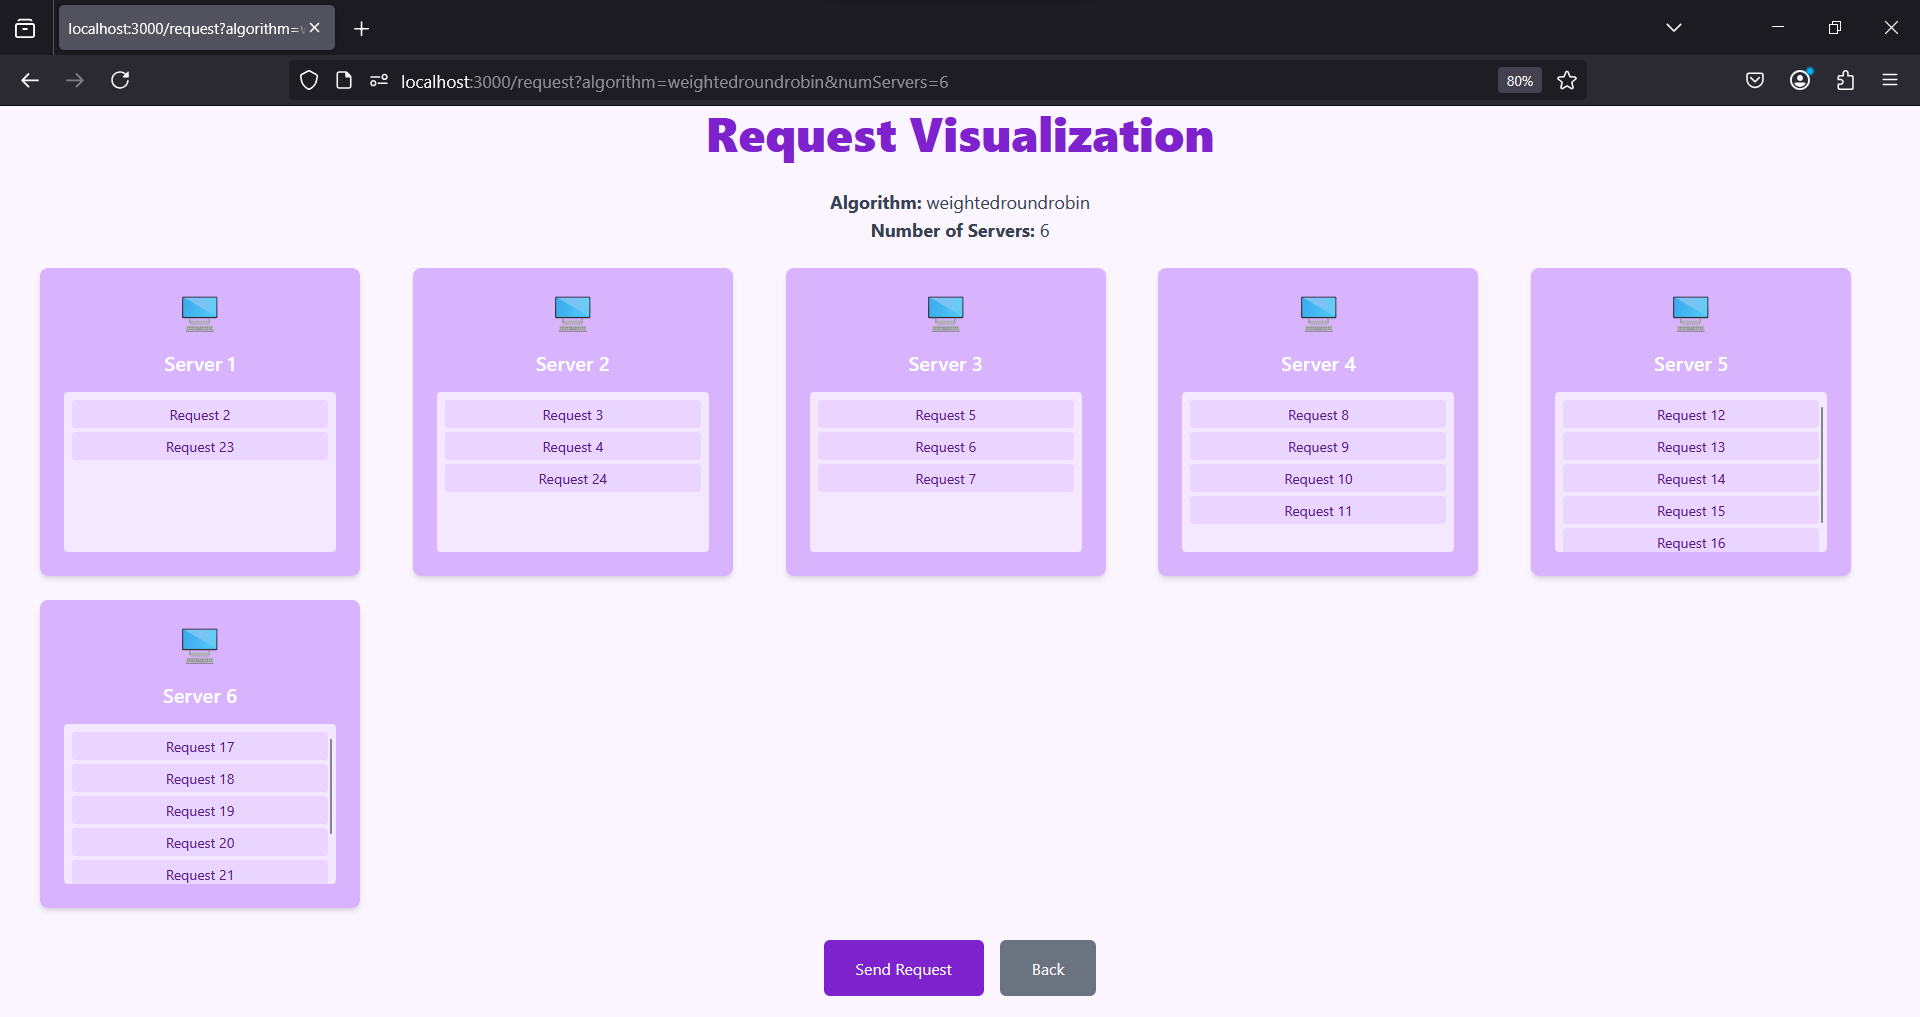 localhost:3000/request?algorithm=
localhost:3000/request?algorithm=weightedroundrobin&numServers=6
80%
Request Visualization
Algorithm: weightedroundrobin
Number of Servers: 6
Server 1
Request 2
Request 23
Server 2
Request 3
Request 4
Request 24
Server 3
Request 5
Request 6
Request 7
Server 4
Request 8
Request 9
Request 10
Request 11
Server 5
Request 12
Request 13
Request 14
Request 15
Request 16
Server 6
Request 17
Request 18
Request 19
Request 20
Request 21
Send Request
Back